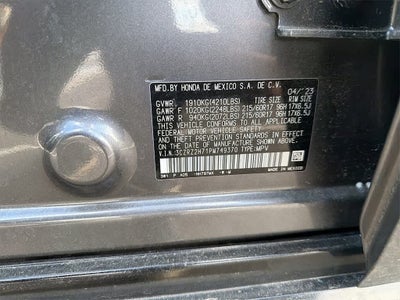 MFD.BY HONDA DE MEXICO S.A. DE C.V. 04/23
GVWR. 1910KG(4210LBS) TIRE SIZE RIM SIZE
GAWR F 1020KG(2248LBS) 215/60R17 96H 17X6.5J
GAWR R 940KG(2072LBS) 215/60R17 96H 17X6.5J
THIS VEHICLE CONFORMS TO ALL APPLICABLE
FEDERAL MOTOR VEHICLE SAFETY AND THEFT
PREVENTION STANDARDS IN EFFECT ON THE
DATE OF MANUFACTURE SHOWN ABOVE.
V.I.N. TYPE:MPV
MADE IN MEXICO